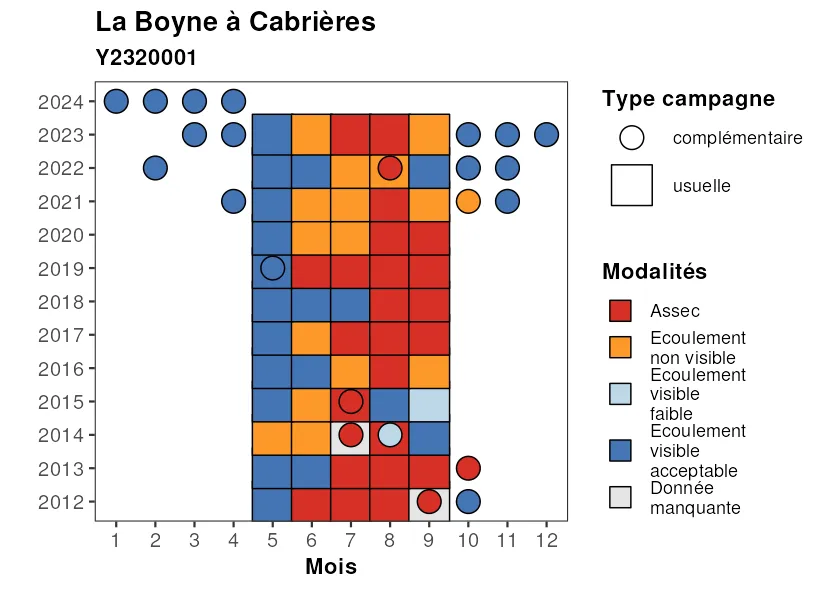 La Boyne à Cabrières
Y2320001
2024
2023
2022
2021
2020
2019
2018
2017
2016
2015
2014
2013
2012
1 2 3 4 5 6 7 8 9 10 11 12
Mois
Type campagne
complémentaire
usuelle
Modalités
Assec
Ecoulement
non visible
Ecoulement
visible
faible
Ecoulement
visible
acceptable
Donnée
manquante